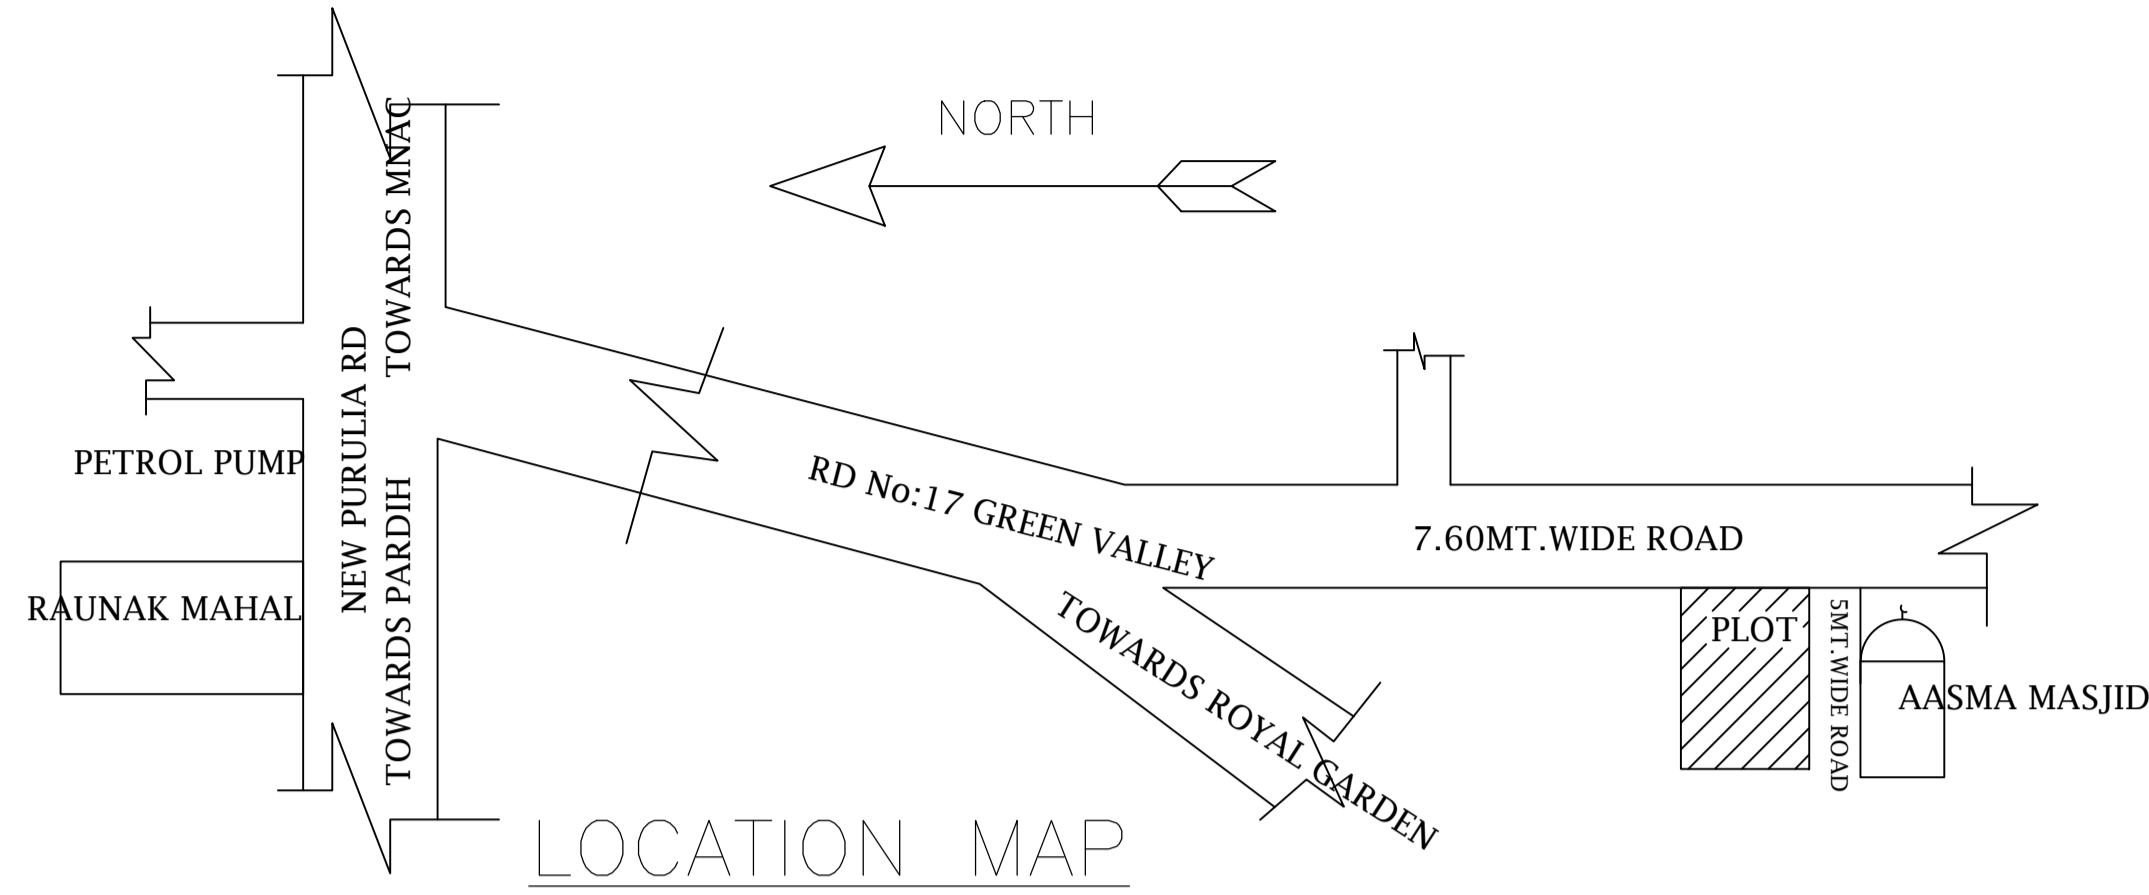 NORTH
TOWARDS MNAC
NEW PURULIA RD
TOWARDS PARDIH
PETROL PUMP
RAUNAK MAHAL
RD No:17 GREEN VALLEY
7.60MT.WIDE ROAD
TOWARDS ROYAL GARDEN
PLOT
5MT.WIDE ROAD
AASMA MASJID
LOCATION MAP